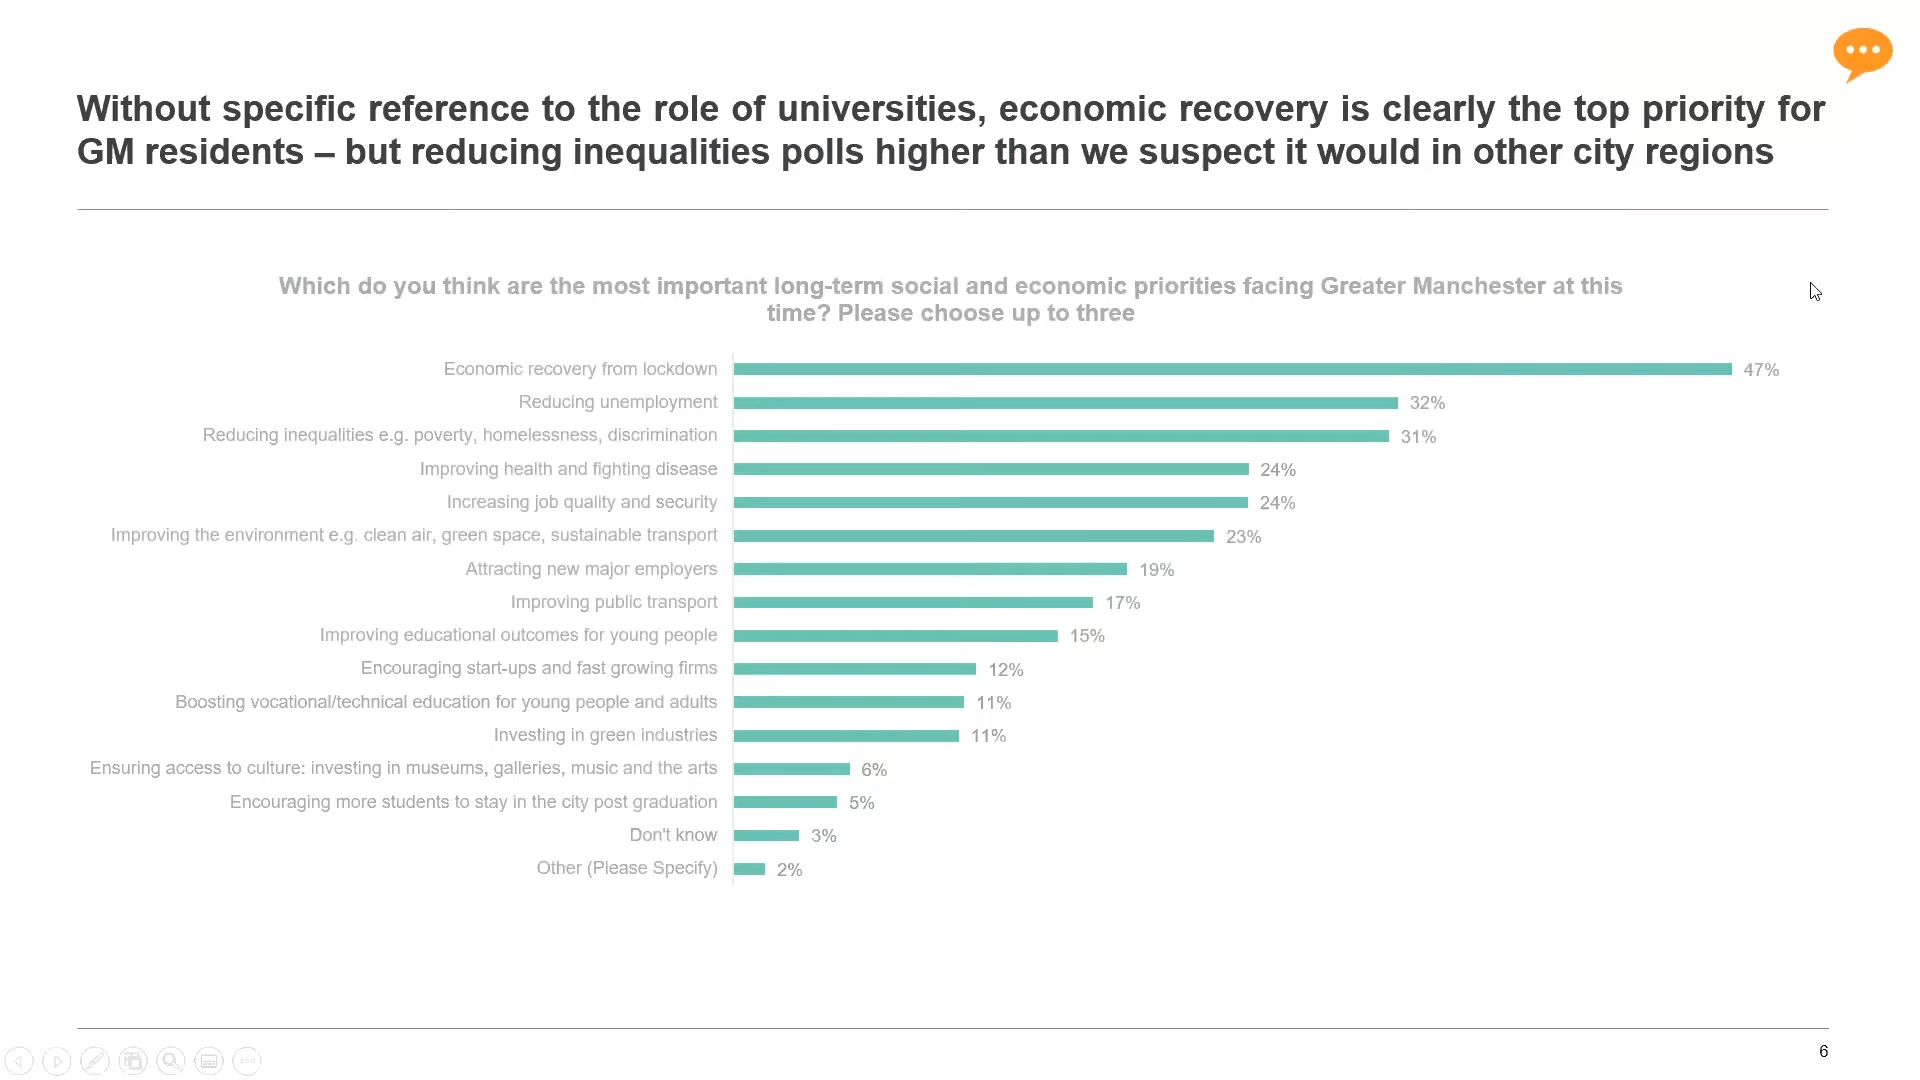 Without specific reference to the role of universities, economic recovery is clearly the top priority for
GM residents – but reducing inequalities polls higher than we suspect it would in other city regions
Which do you think are the most important long-term social and economic priorities facing Greater Manchester at this
time? Please choose up to three
Economic recovery from lockdown 47%
Reducing unemployment 32%
Reducing inequalities e.g. poverty, homelessness, discrimination 31%
Improving health and fighting disease 24%
Increasing job quality and security 24%
Improving the environment e.g. clean air, green space, sustainable transport 23%
Attracting new major employers 19%
Improving public transport 17%
Improving educational outcomes for young people 15%
Encouraging start-ups and fast growing firms 12%
Boosting vocational/technical education for young people and adults 11%
Investing in green industries 11%
Ensuring access to culture: investing in museums, galleries, music and the arts 6%
Encouraging more students to stay in the city post graduation 5%
Don't know 3%
Other (Please Specify) 2%
6